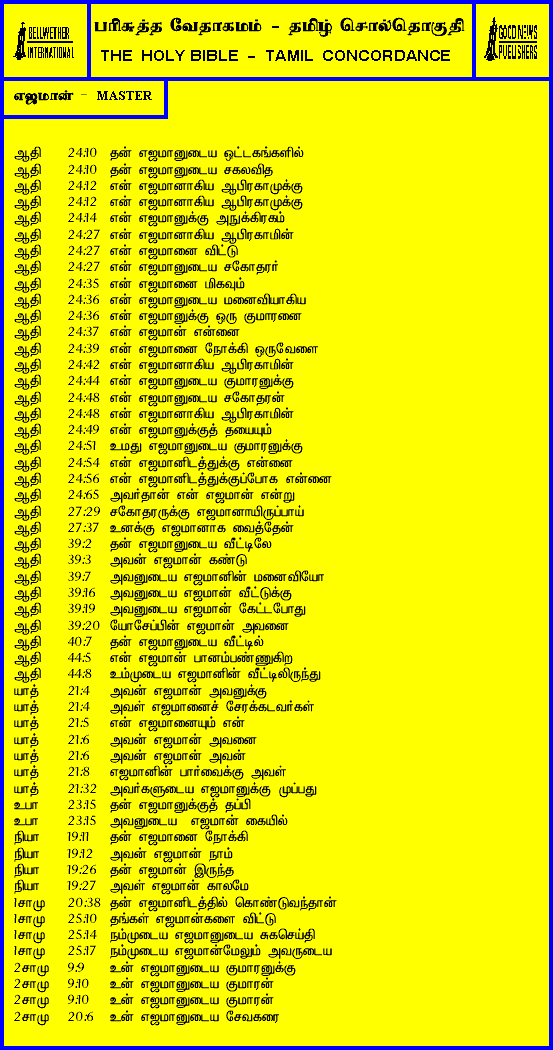 BELLWETHER INTERNATIONAL
பரிசுத்த வேதாகமம் - தமிழ் சொல்தொகுதி
THE HOLY BIBLE - TAMIL CONCORDANCE
GOOD NEWS PUBLISHERS
எஜமான் - MASTER
ஆதி 24:10 தன் எஜமானுடைய ஒட்டகங்களில்
ஆதி 24:10 தன் எஜமானுடைய சகலவித
ஆதி 24:12 என் எஜமானாகிய ஆபிரகாமுக்கு
ஆதி 24:12 என் எஜமானாகிய ஆபிரகாமுக்கு
ஆதி 24:14 என் எஜமானுக்கு அநுக்கிரகம்
ஆதி 24:27 என் எஜமானாகிய ஆபிரகாமின்
ஆதி 24:27 என் எஜமானை விட்டு
ஆதி 24:27 என் எஜமானுடைய சகோதரர்
ஆதி 24:35 என் எஜமானை மிகவும்
ஆதி 24:36 என் எஜமானுடைய மனைவியாகிய
ஆதி 24:36 என் எஜமானுக்கு ஒரு குமாரனை
ஆதி 24:37 என் எஜமான் என்னை
ஆதி 24:39 என் எஜமானை நோக்கி ஒருவேளை
ஆதி 24:42 என் எஜமானாகிய ஆபிரகாமின்
ஆதி 24:44 என் எஜமானுடைய குமாரனுக்கு
ஆதி 24:48 என் எஜமானுடைய சகோதரன்
ஆதி 24:48 என் எஜமானாகிய ஆபிரகாமின்
ஆதி 24:49 என் எஜமானுக்குத் தயையும்
ஆதி 24:51 உமது எஜமானுடைய குமாரனுக்கு
ஆதி 24:54 என் எஜமானிடத்துக்கு என்னை
ஆதி 24:56 என் எஜமானிடத்துக்குப்போக என்னை
ஆதி 24:65 அவர்தான் என் எஜமான் என்று
ஆதி 27:29 சகோதரருக்கு எஜமானாயிருப்பாய்
ஆதி 27:37 உனக்கு எஜமானாக வைத்தேன்
ஆதி 39:2 தன் எஜமானுடைய வீட்டிலே
ஆதி 39:3 அவன் எஜமான் கண்டு
ஆதி 39:7 அவனுடைய எஜமானின் மனைவியோ
ஆதி 39:16 அவனுடைய எஜமான் வீட்டுக்கு
ஆதி 39:19 அவனுடைய எஜமான் கேட்டபோது
ஆதி 39:20 யோசேப்பின் எஜமான் அவனை
ஆதி 40:7 தன் எஜமானுடைய வீட்டில்
ஆதி 44:5 என் எஜமான் பானம்பண்ணுகிற
ஆதி 44:8 உம்முடைய எஜமானின் வீட்டிலிருந்து
யாத் 21:4 அவன் எஜமான் அவனுக்கு
யாத் 21:4 அவள் எஜமானைச் சேரக்கடவர்கள்
யாத் 21:5 என் எஜமானையும் என்
யாத் 21:6 அவன் எஜமான் அவனை
யாத் 21:6 அவன் எஜமான் அவன்
யாத் 21:8 எஜமானின் பார்வைக்கு அவள்
யாத் 21:32 அவர்களுடைய எஜமானுக்கு முப்பது
உபா 23:15 தன் எஜமானுக்குத் தப்பி
உபா 23:15 அவனுடைய எஜமான் கையில்
நியா 19:11 தன் எஜமானை நோக்கி
நியா 19:12 அவன் எஜமான் நாம்
நியா 19:26 தன் எஜமான் இருந்த
நியா 19:27 அவள் எஜமான் காலமே
1சாமு 20:38 தன் எஜமானிடத்தில் கொண்டுவந்தான்
1சாமு 25:10 தங்கள் எஜமான்களை விட்டு
1சாமு 25:14 நம்முடைய எஜமானுடைய சுகசெய்தி
1சாமு 25:17 நம்முடைய எஜமான்மேலும் அவருடைய
2சாமு 9:9 உன் எஜமானுடைய குமாரனுக்கு
2சாமு 9:10 உன் எஜமானுடைய குமாரன்
2சாமு 9:10 உன் எஜமானுடைய குமாரன்
2சாமு 20:6 உன் எஜமானுடைய சேவகரை